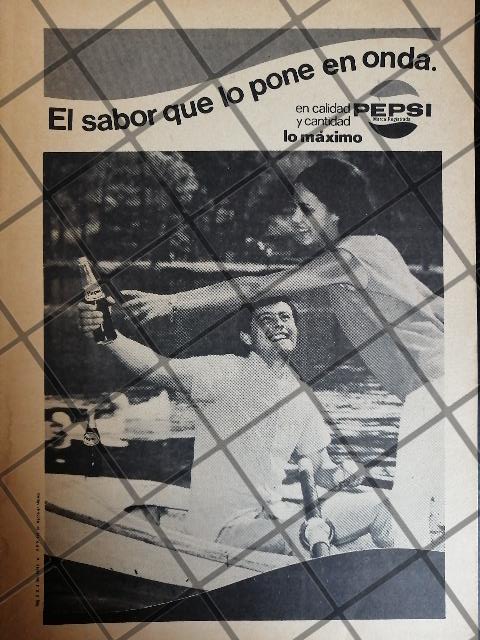 El sabor que lo pone en onda.
en calidad
y cantidad
lo máximo
PEPSI
Marca Registrada